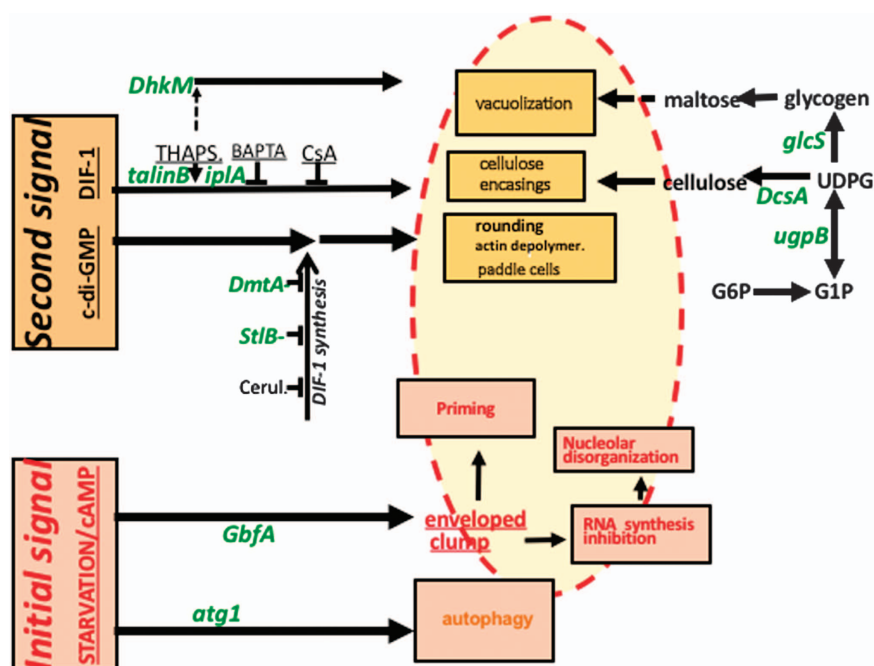 DhkM
vacuolization
maltose
glycogen
glcS
THAPS.
BAPTA
CsA
talinB
iplA
Second signal
DIF-1
c-di-GMP
cellulose
encasings
cellulose
UDPG
DcsA
ugpB
rounding
actin depolymer.
paddle cells
G6P
G1P
DmtA-
StlB-
Cerul.
DIF-1 synthesis
Priming
Nucleolar
disorganization
Initial signal
STARVATION/cAMP
GbfA
enveloped
clump
RNA synthesis
inhibition
atg1
autophagy